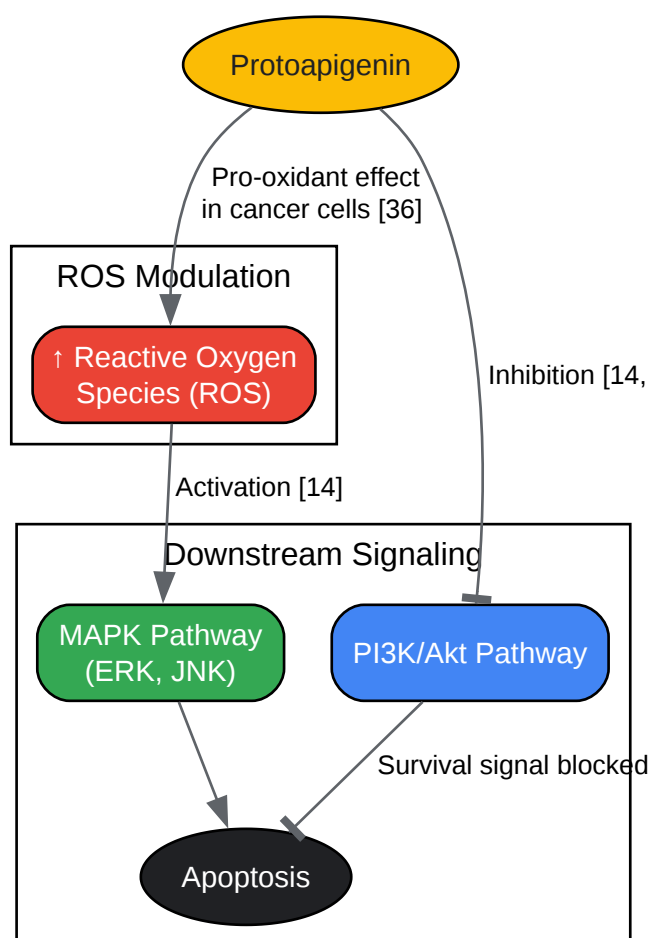 Protoapigenin
Pro-oxidant effect
in cancer cells [36]
ROS Modulation
↑ Reactive Oxygen
Species (ROS)
Inhibition [14,
Activation [14]
Downstream Signaling
MAPK Pathway
(ERK, JNK)
PI3K/Akt Pathway
Survival signal blocked
Apoptosis